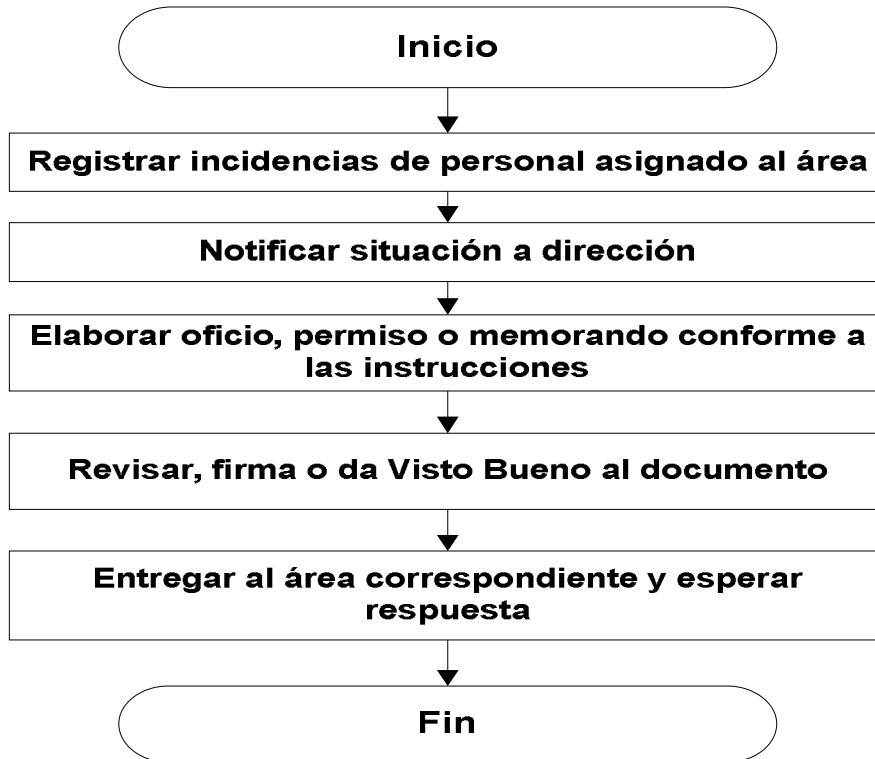 Inicio
Registrar incidencias de personal asignado al área
Notificar situación a dirección
Elaborar oficio, permiso o memorando conforme a
las instrucciones
Revisar, firma o da Visto Bueno al documento
Entregar al área correspondiente y esperar
respuesta
Fin